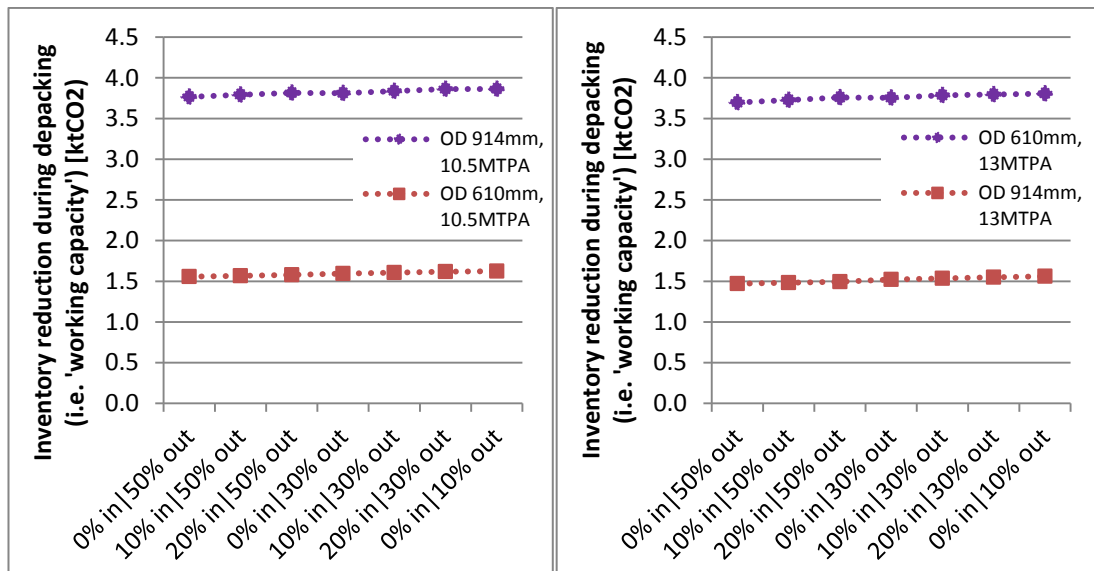 Inventory reduction during depacking
(i.e. 'working capacity') [ktCO2)
4.5
4.0
3.5
3.0
2.5
2.0
1.5
1.0
0.5
0.0
OD 914mm,
10.5MTPA
OD 610mm,
10.5MTPA
0% in|50% out
10% in|50% out
20% in|50% out
0% in|30% out
10% in|30% out
20% in|30% out
0% in|10% out
Inventory reduction during depacking
(i.e. 'working capacity') [ktCO2)
4.5
4.0
3.5
3.0
2.5
2.0
1.5
1.0
0.5
0.0
OD 610mm,
13MTPA
OD 914mm,
13MTPA
0% in|50% out
10% in|50% out
20% in|50% out
0% in|30% out
10% in|30% out
20% in|30% out
0% in|10% out